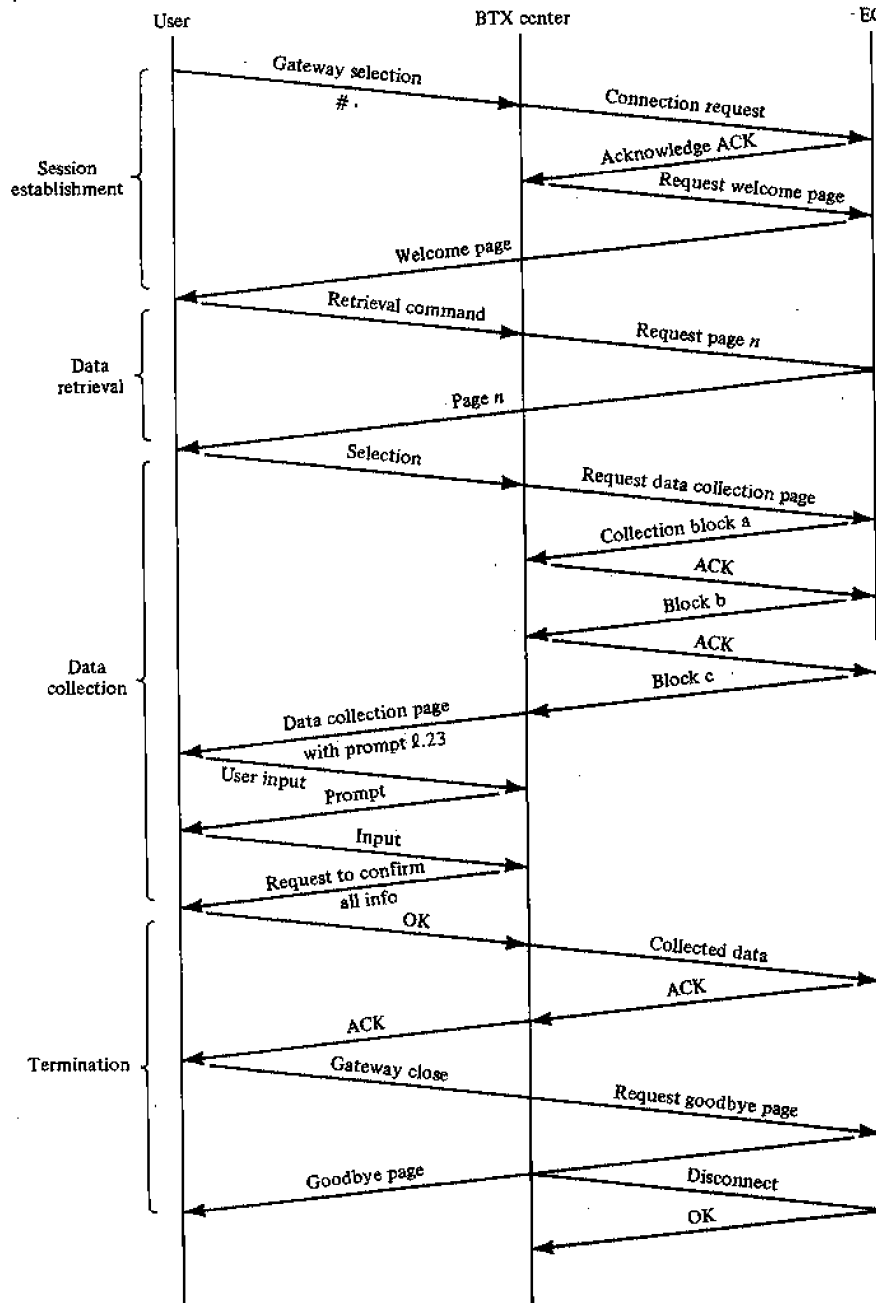 User
BTX center
EC
Gateway selection
#
Connection request
Acknowledge ACK
Session
establishment
Request welcome page
Welcome page
Retrieval command
Request page n
Data
retrieval
Page n
Selection
Request data collection page
Collection block a
ACK
Block b
ACK
Data
collection
Block c
Data collection page
with prompt ℓ.23
User input
Prompt
Input
Request to confirm
all info
OK
Collected data
ACK
ACK
Termination
Gateway close
Request goodbye page
Goodbye page
Disconnect
OK